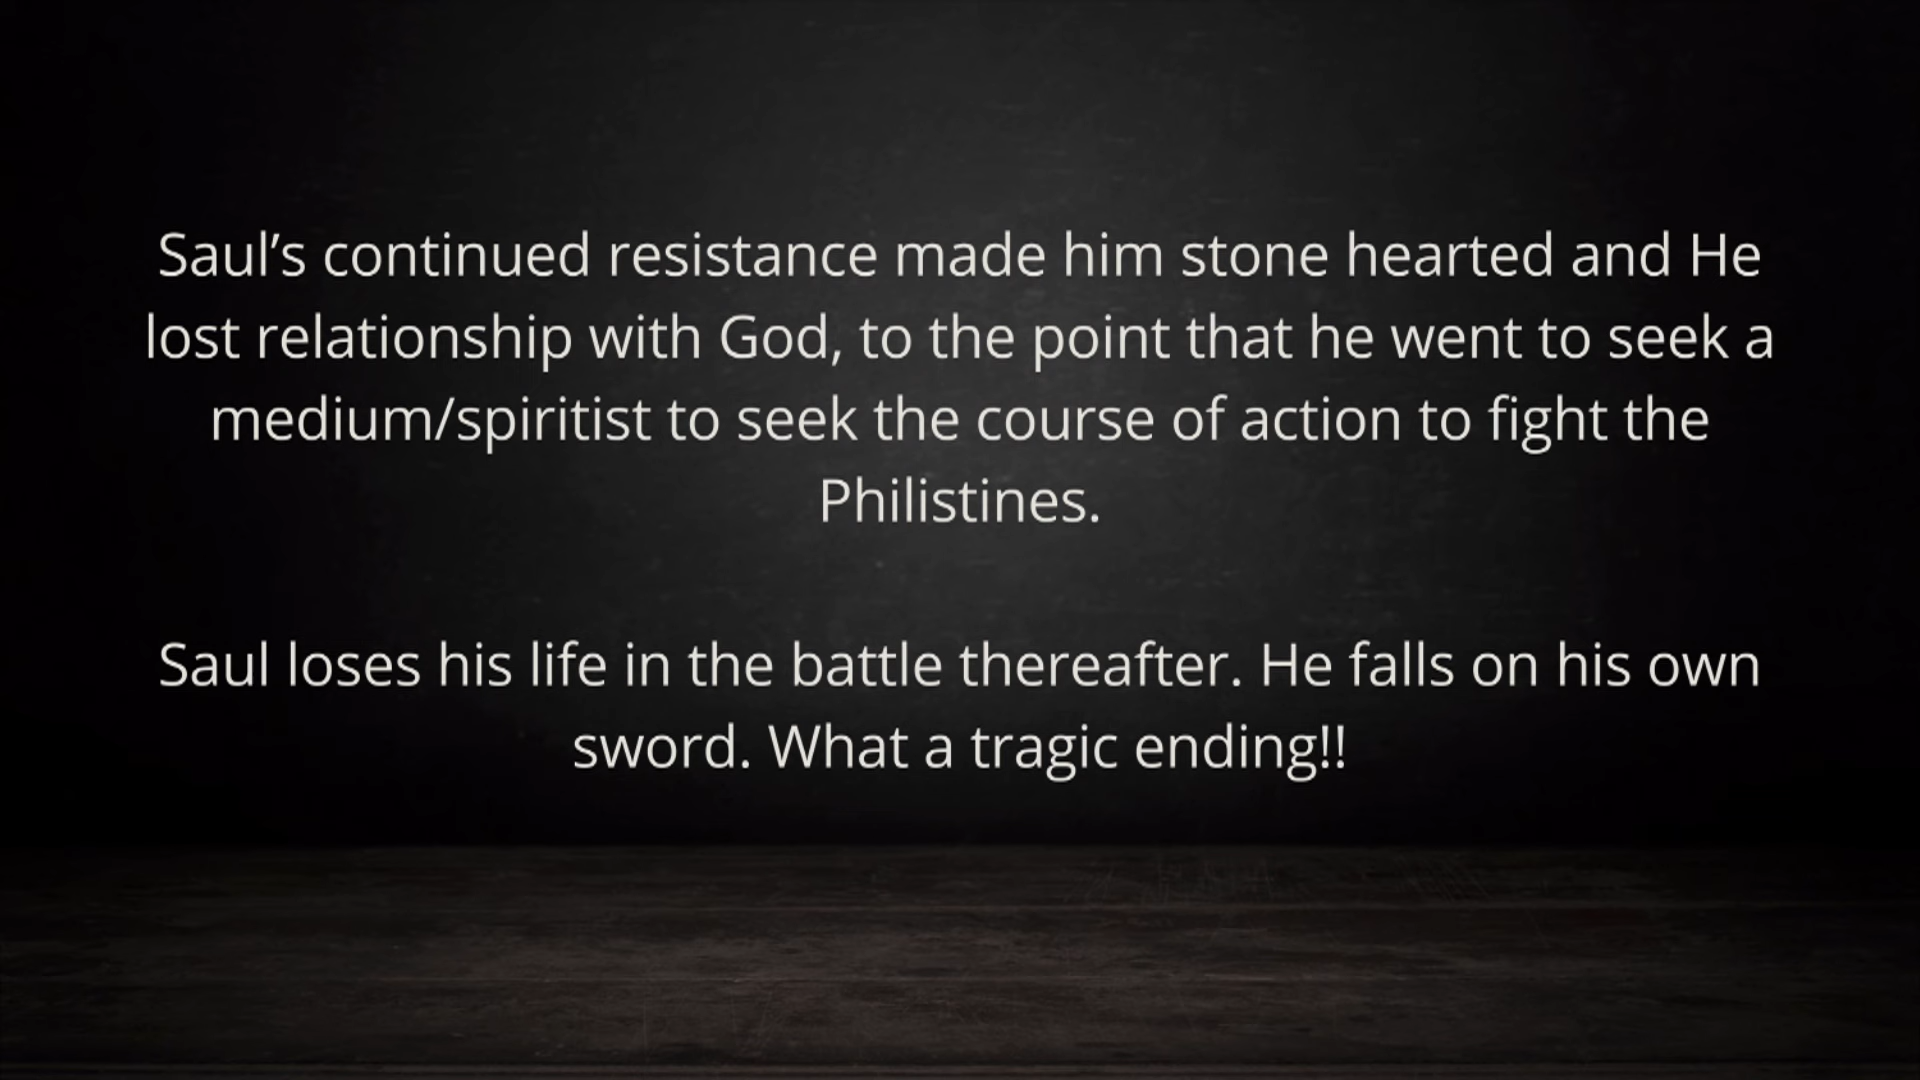 Saul’s continued resistance made him stone hearted and He
lost relationship with God, to the point that he went to seek a
medium/spiritist to seek the course of action to fight the
Philistines.
Saul loses his life in the battle thereafter. He falls on his own
sword. What a tragic ending!!